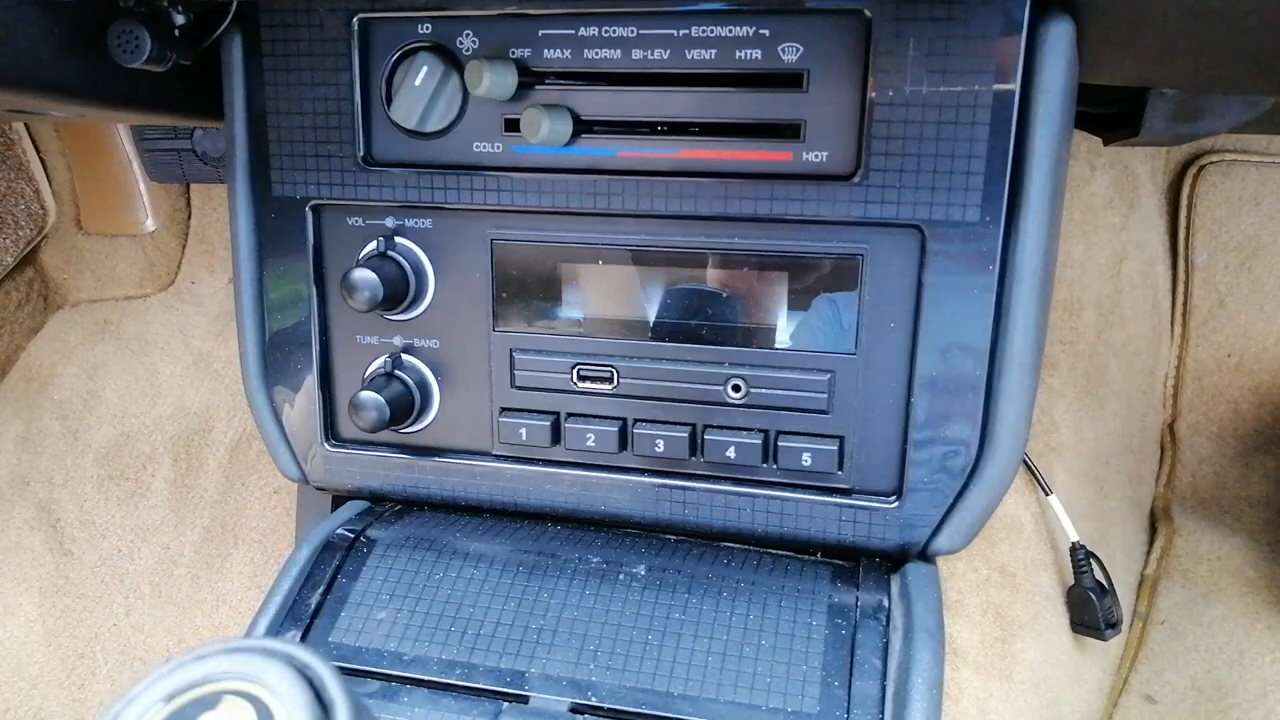 LO
AIR COND ECONOMY
OFF MAX NORM BI-LEV VENT HTR
COLD HOT
VOL MODE
TUNE BAND
1 2 3 4 5